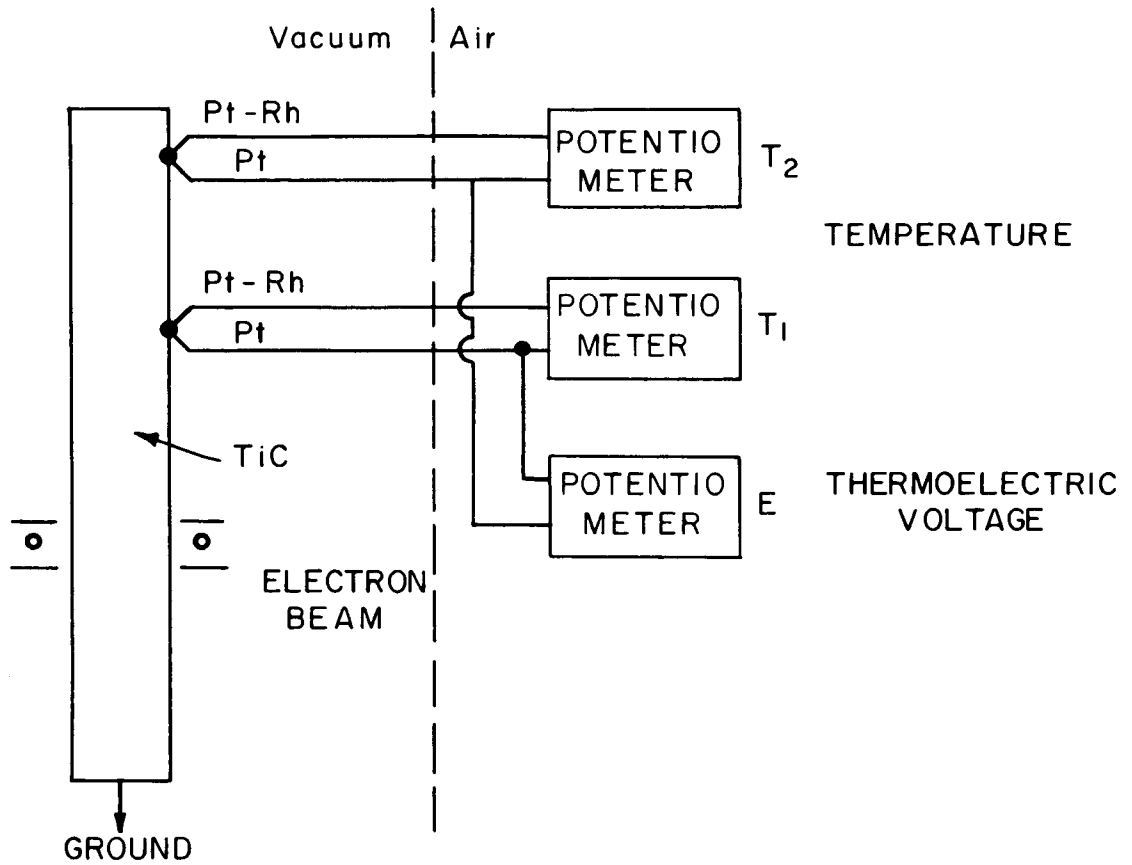 Vacuum
Air
Pt-Rh
Pt
POTENTIO
METER
T2
TEMPERATURE
Pt-Rh
Pt
POTENTIO
METER
T1
TiC
POTENTIO
METER
E
THERMOELECTRIC
VOLTAGE
ELECTRON
BEAM
GROUND